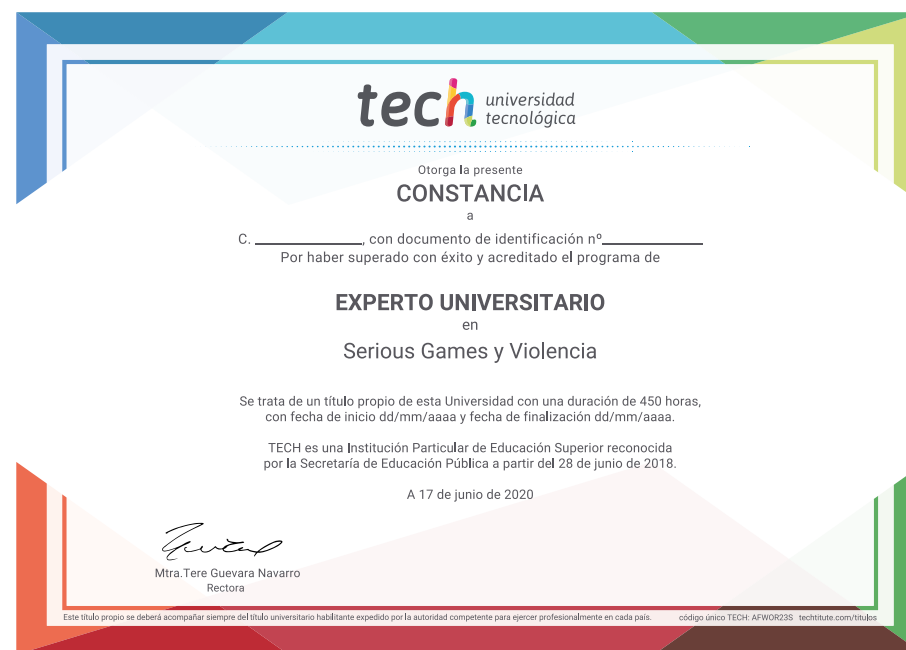 tech universidad
tecnológica
Otorga la presente
CONSTANCIA
a
C. ____________, con documento de identificación nº____________
Por haber superado con éxito y acreditado el programa de
EXPERTO UNIVERSITARIO
en
Serious Games y Violencia
Se trata de un título propio de esta Universidad con una duración de 450 horas,
con fecha de inicio dd/mm/aaaa y fecha de finalización dd/mm/aaaa.
TECH es una Institución Particular de Educación Superior reconocida
por la Secretaría de Educación Pública a partir del 28 de junio de 2018.
A 17 de junio de 2020
Mtra.Tere Guevara Navarro
Rectora
Este título propio se deberá acompañar siempre del título universitario habilitante expedido por la autoridad competente para ejercer profesionalmente en cada país. código único TECH: AFWOR23S techtitute.com/titulos